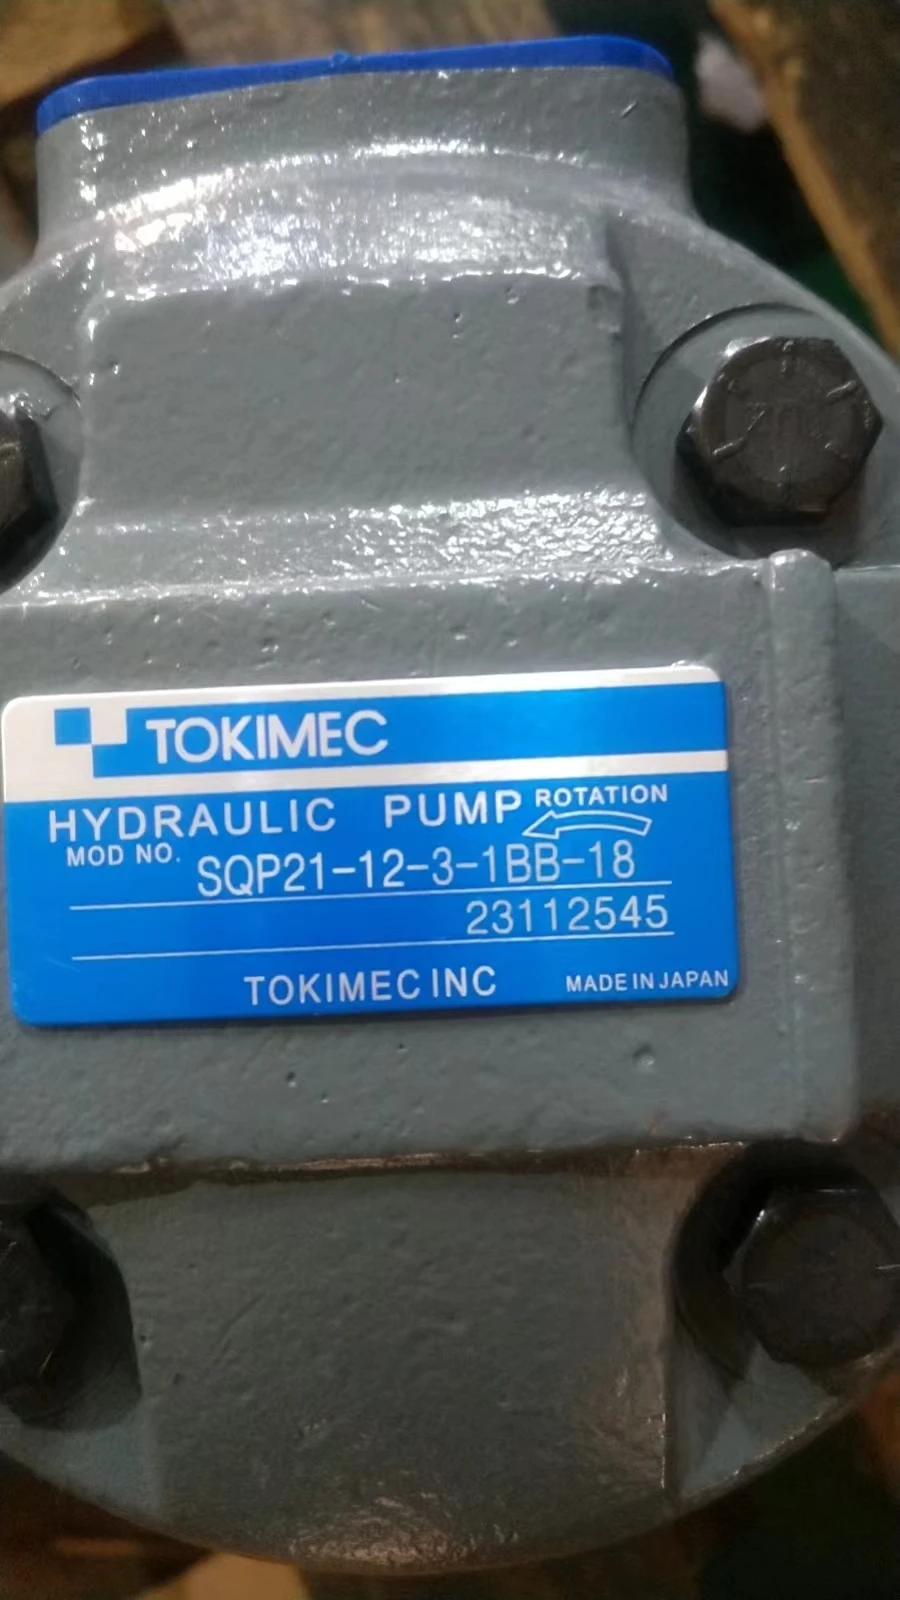 TOKIMEC
HYDRAULIC PUMP ROTATION
MOD NO. SQP21-12-3-1BB-18
23112545
TOKIMEC INC MADE IN JAPAN